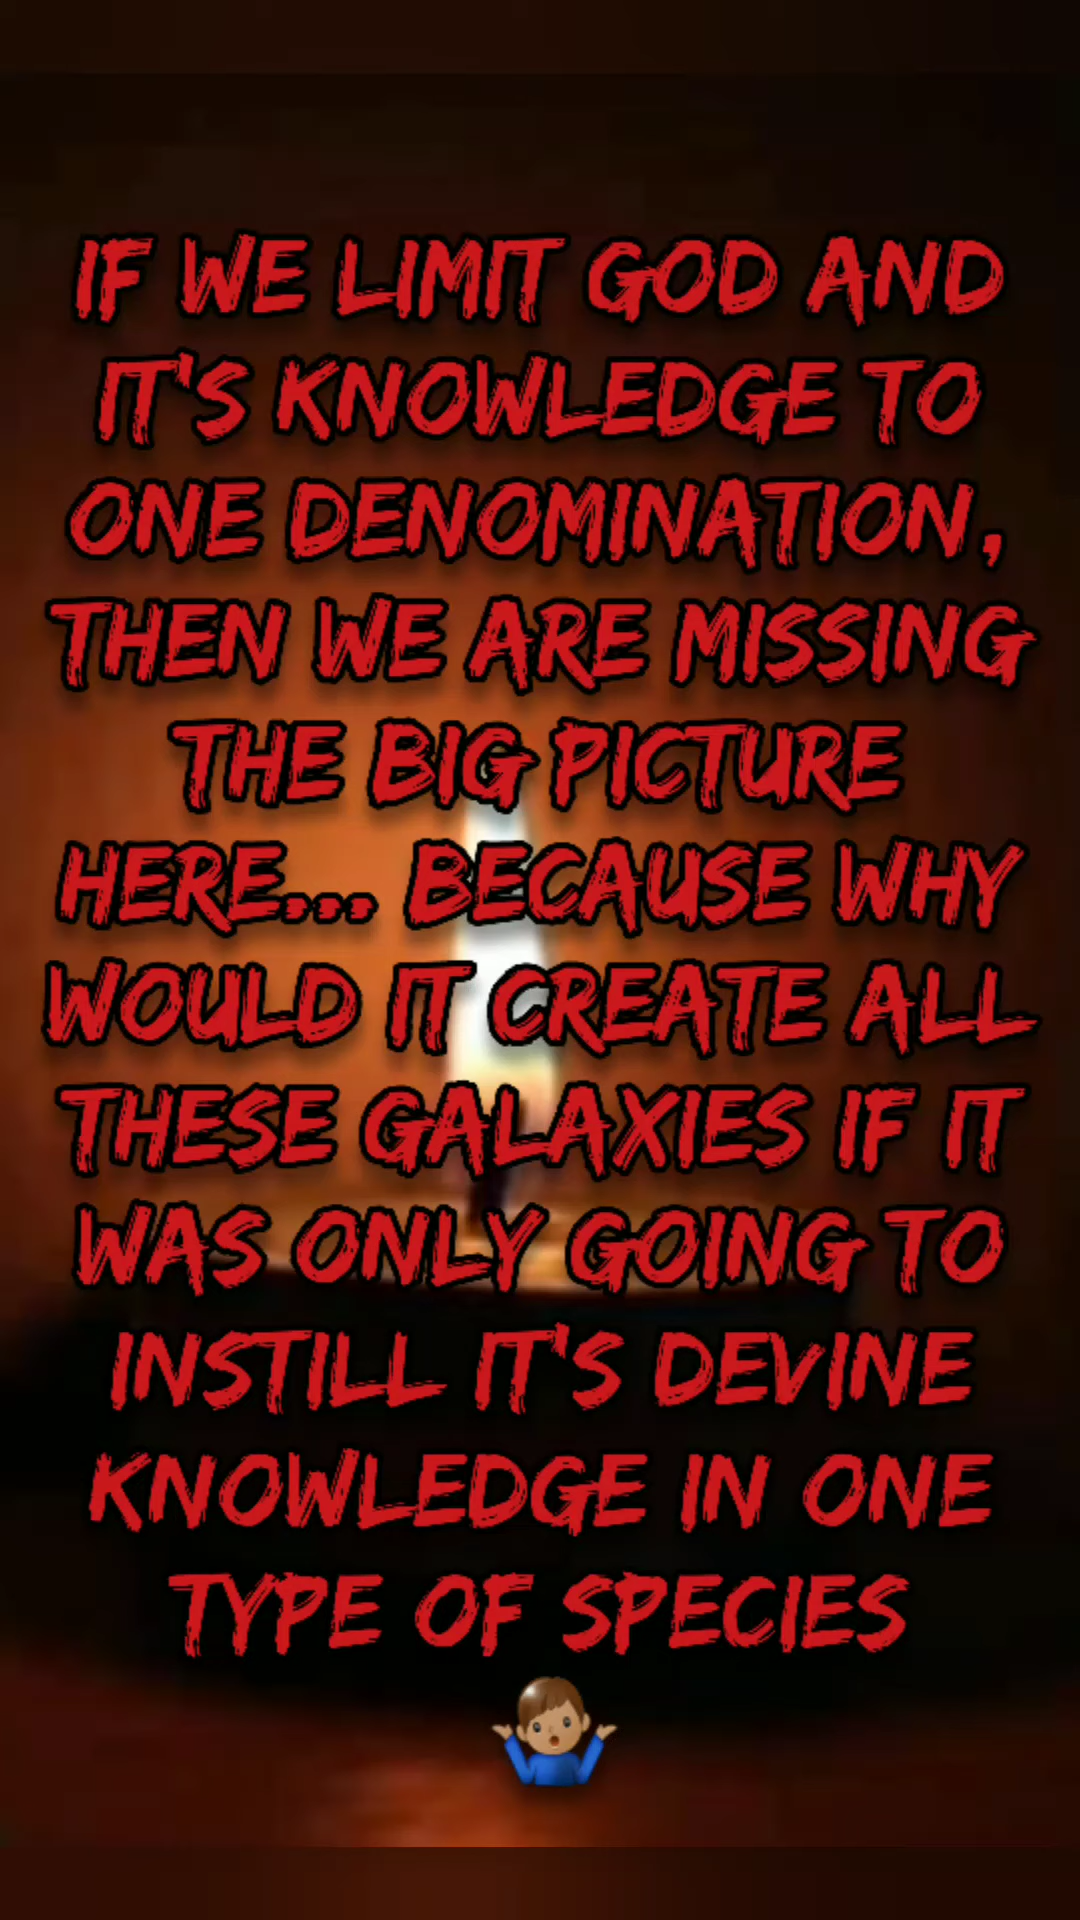 IF WE LIMIT GOD AND
IT'S KNOWLEDGE TO
ONE DENOMINATION,
THEN WE ARE MISSING
THE BIG PICTURE
HERE... BECAUSE WHY
WOULD IT CREATE ALL
THESE GALAXIES IF IT
WAS ONLY GOING TO
INSTILL IT'S DEVINE
KNOWLEDGE IN ONE
TYPE OF SPECIES
🤷🏽‍♂️